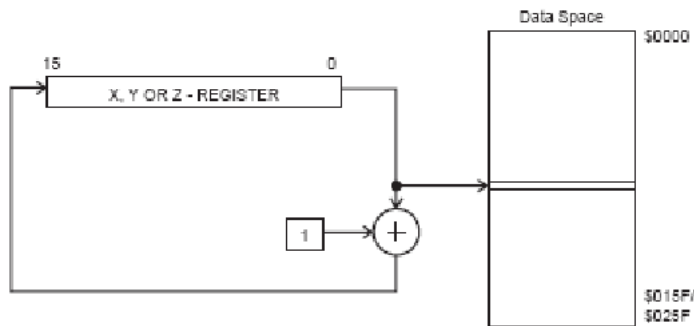 Data Space
$0000
15 0
X, Y OR Z - REGISTER
1
+
$015F/
$025F